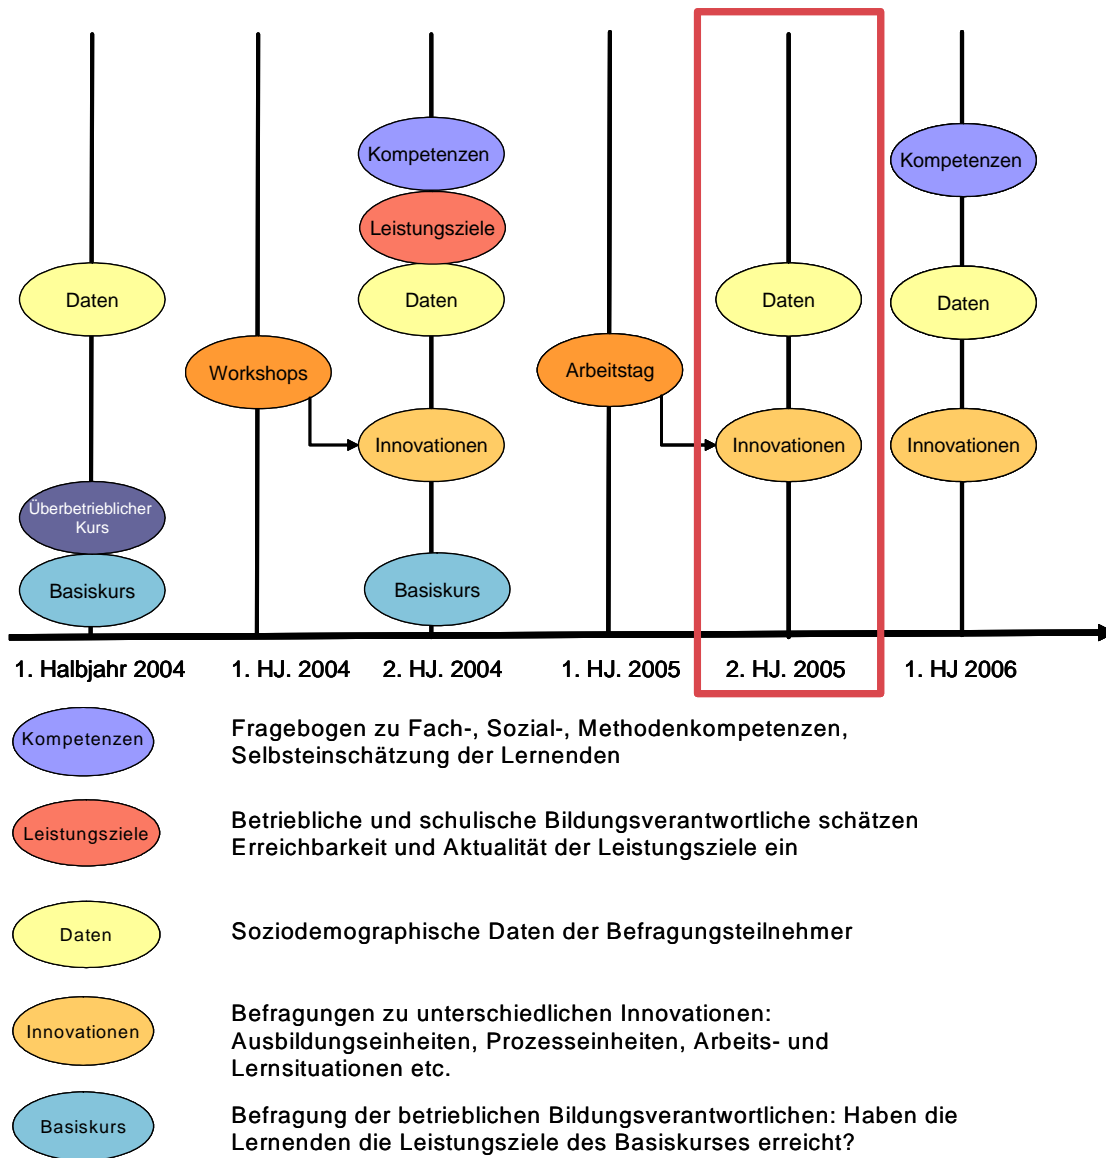 Kompetenzen
Kompetenzen
Leistungsziele
Daten
Daten
Daten
Daten
Workshops
Arbeitstag
Innovationen
Innovationen
Innovationen
Überbetrieblicher
Kurs
Basiskurs
Basiskurs
1. Halbjahr 2004
1. HJ. 2004
2. HJ. 2004
1. HJ. 2005
2. HJ. 2005
1. HJ 2006
Kompetenzen
Fragebogen zu Fach-, Sozial-, Methodenkompetenzen,
Selbsteinschätzung der Lernenden
Leistungsziele
Betriebliche und schulische Bildungsverantwortliche schätzen
Erreichbarkeit und Aktualität der Leistungsziele ein
Daten
Soziodemographische Daten der Befragungsteilnehmer
Innovationen
Befragungen zu unterschiedlichen Innovationen:
Ausbildungseinheiten, Prozesseinheiten, Arbeits- und
Lernsituationen etc.
Basiskurs
Befragung der betrieblichen Bildungsverantwortlichen: Haben die
Lernenden die Leistungsziele des Basiskurses erreicht?